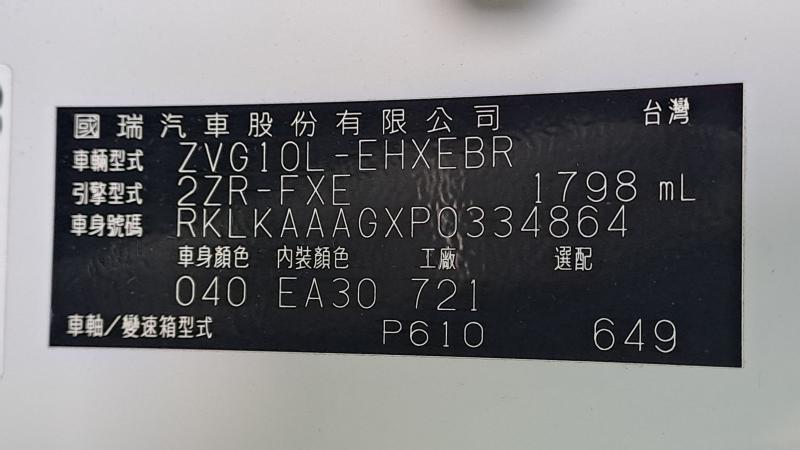 國瑞汽車股份有限公司 台灣
車輛型式 ZVG10L-EHXEBR
引擎型式 2ZR-FXE 1798 mL
車身號碼 RKLKAAAGXP0334864
車身顏色 內裝顏色 工廠 選配
040 EA30 721
車軸/變速箱型式 P610 649